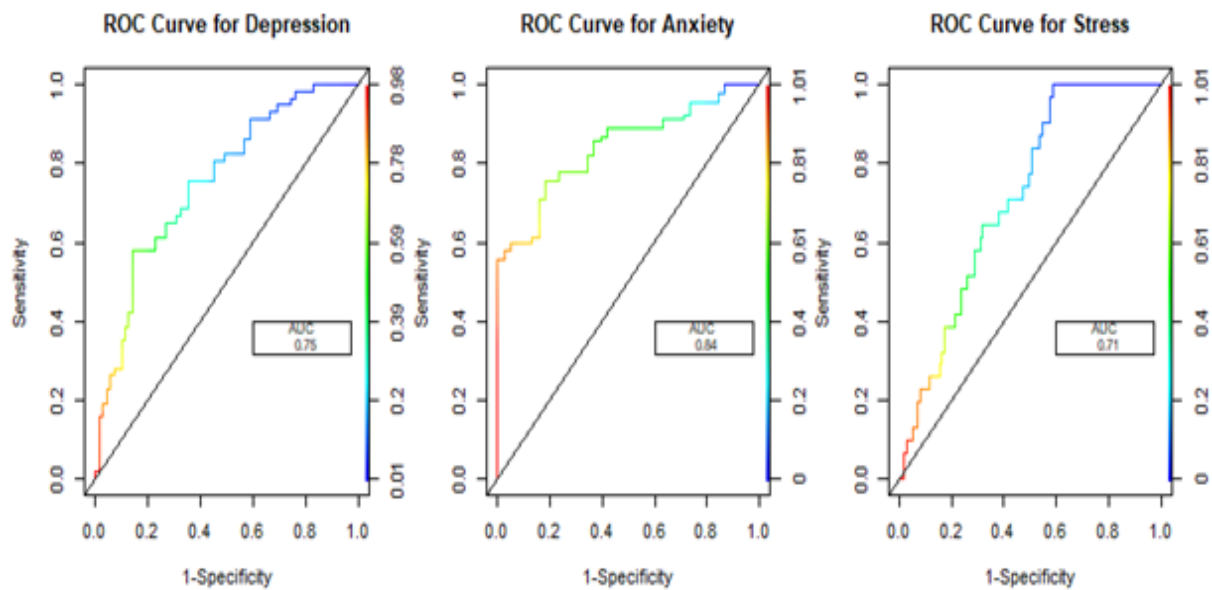 ROC Curve for Depression
Sensitivity
0.0 0.2 0.4 0.6 0.8 1.0
0.01 0.2 0.39 0.59 0.78 0.98
AUC
0.75
0.0 0.2 0.4 0.6 0.8 1.0
1-Specificity
ROC Curve for Anxiety
Sensitivity
0.0 0.2 0.4 0.6 0.8 1.0
0 0.2 0.4 0.61 0.81 1.01
AUC
0.84
0.0 0.2 0.4 0.6 0.8 1.0
1-Specificity
ROC Curve for Stress
Sensitivity
0.0 0.2 0.4 0.6 0.8 1.0
0 0.2 0.4 0.61 0.81 1.01
AUC
0.71
0.0 0.2 0.4 0.6 0.8 1.0
1-Specificity